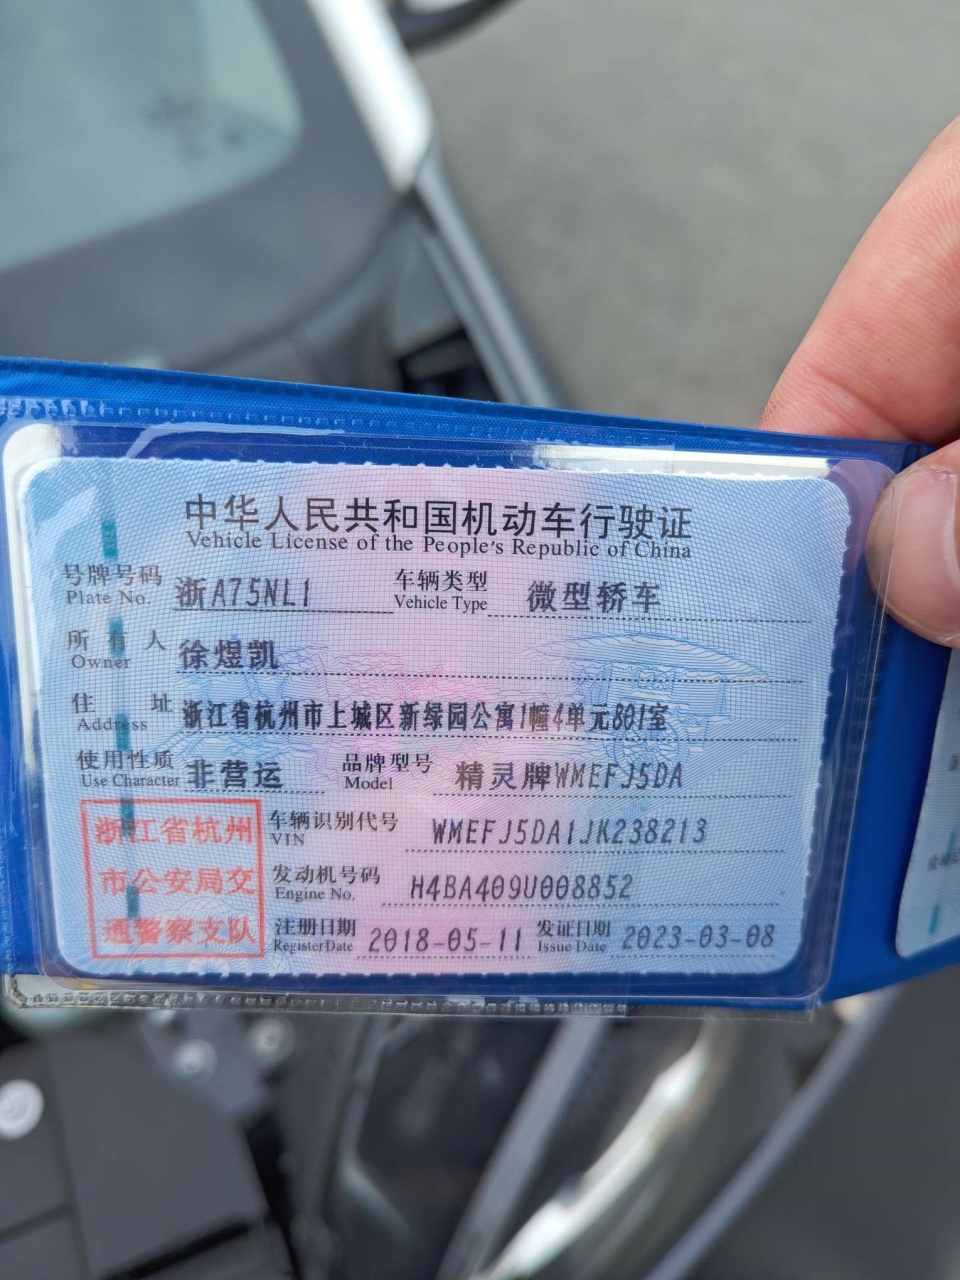 中华人民共和国机动车行驶证
Vehicle License of the People's Republic of China
号牌号码 浙A75NL1 车辆类型 微型轿车
Plate No. Vehicle Type
所有人 徐煜凯
Owner
住址 浙江省杭州市上城区新绿园公寓1幢4单元801室
Address
使用性质 非营运 品牌型号 精灵牌WMEFJ5DA
Use Character Model
浙江省杭州
市公安局交
通警察支队
车辆识别代号 WMEFJ5DA1JK238213
VIN
发动机号码 H4BA409U008852
Engine No.
注册日期 2018-05-11 发证日期 2023-03-08
Register Date Issue Date